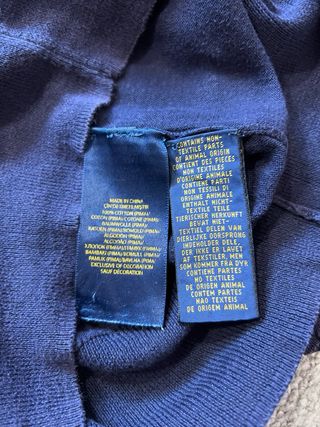 MADE IN CHINA
100% COTTON (PIMA)/
COTON (PIMA)/COTONE (PIMA)/
BAUMWOLLE (PIMA)/
ALGODÓN (PIMA)/
ALGODÃO (PIMA)/
EXCLUSIVE OF DECORATION
SAUF DÉCORATION
CONTAINS NON-
TEXTILE PARTS
OF ANIMAL ORIGIN
CONTIENT DES PIÈCES
NON TEXTILES
D'ORIGINE ANIMALE
CONTIENE PARTI
NON TESSILI DI
ORIGINE ANIMALE
ENTHÄLT NICHT-
TEXTILE TEILE
TIERISCHER HERKUNFT
BEVAT NIET-
TEXTIEL DELEN VAN
DIERLIJKE OORSPRONG
INDEHOLDER DELE,
DER IKKE ER LAVET
AF TEKSTILER, MEN
SOM KOMMER FRA DYR
CONTIENE PARTES
NO TEXTILES
DE ORIGEN ANIMAL
CONTÉM PARTES
NÃO TÊXTEIS
DE ORIGEM ANIMAL